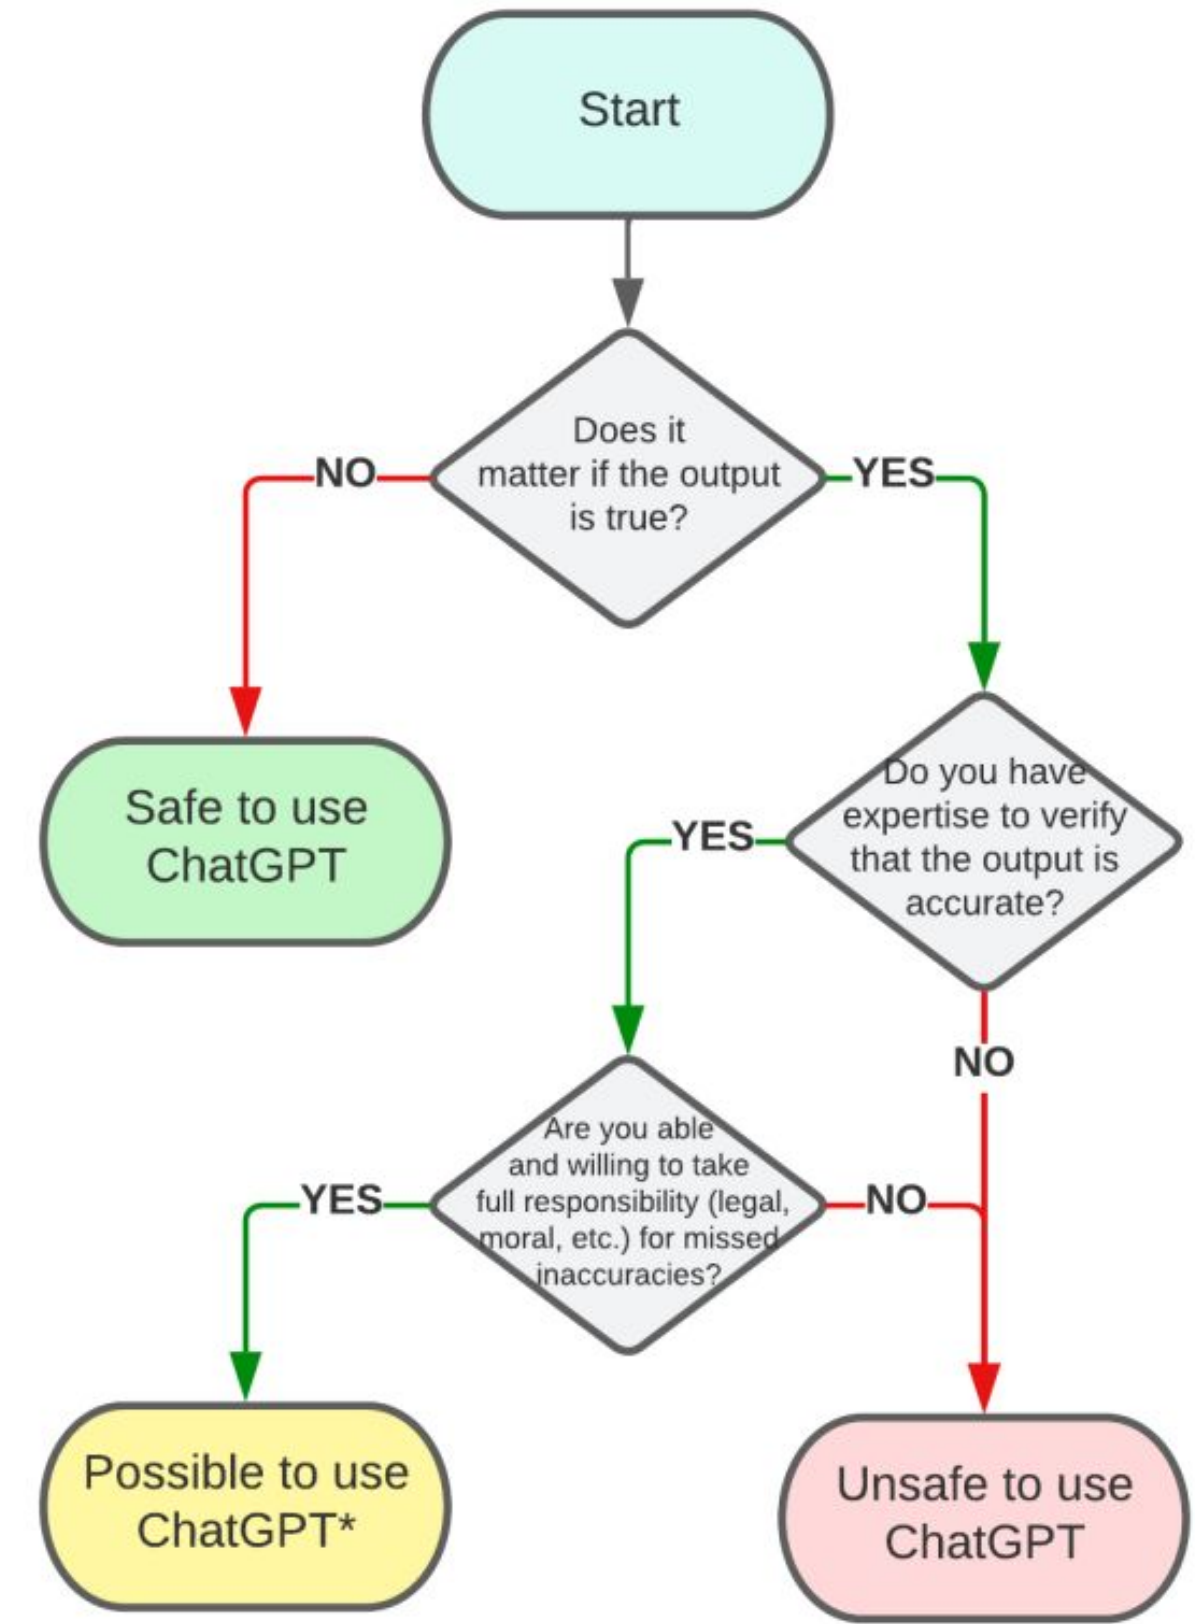 Start
Does it
matter if the output
is true?
NO
YES
Safe to use
ChatGPT
Do you have
expertise to verify
that the output is
accurate?
YES
NO
Are you able
and willing to take
full responsibility (legal,
moral, etc.) for missed
inaccuracies?
YES
NO
Possible to use
ChatGPT*
Unsafe to use
ChatGPT